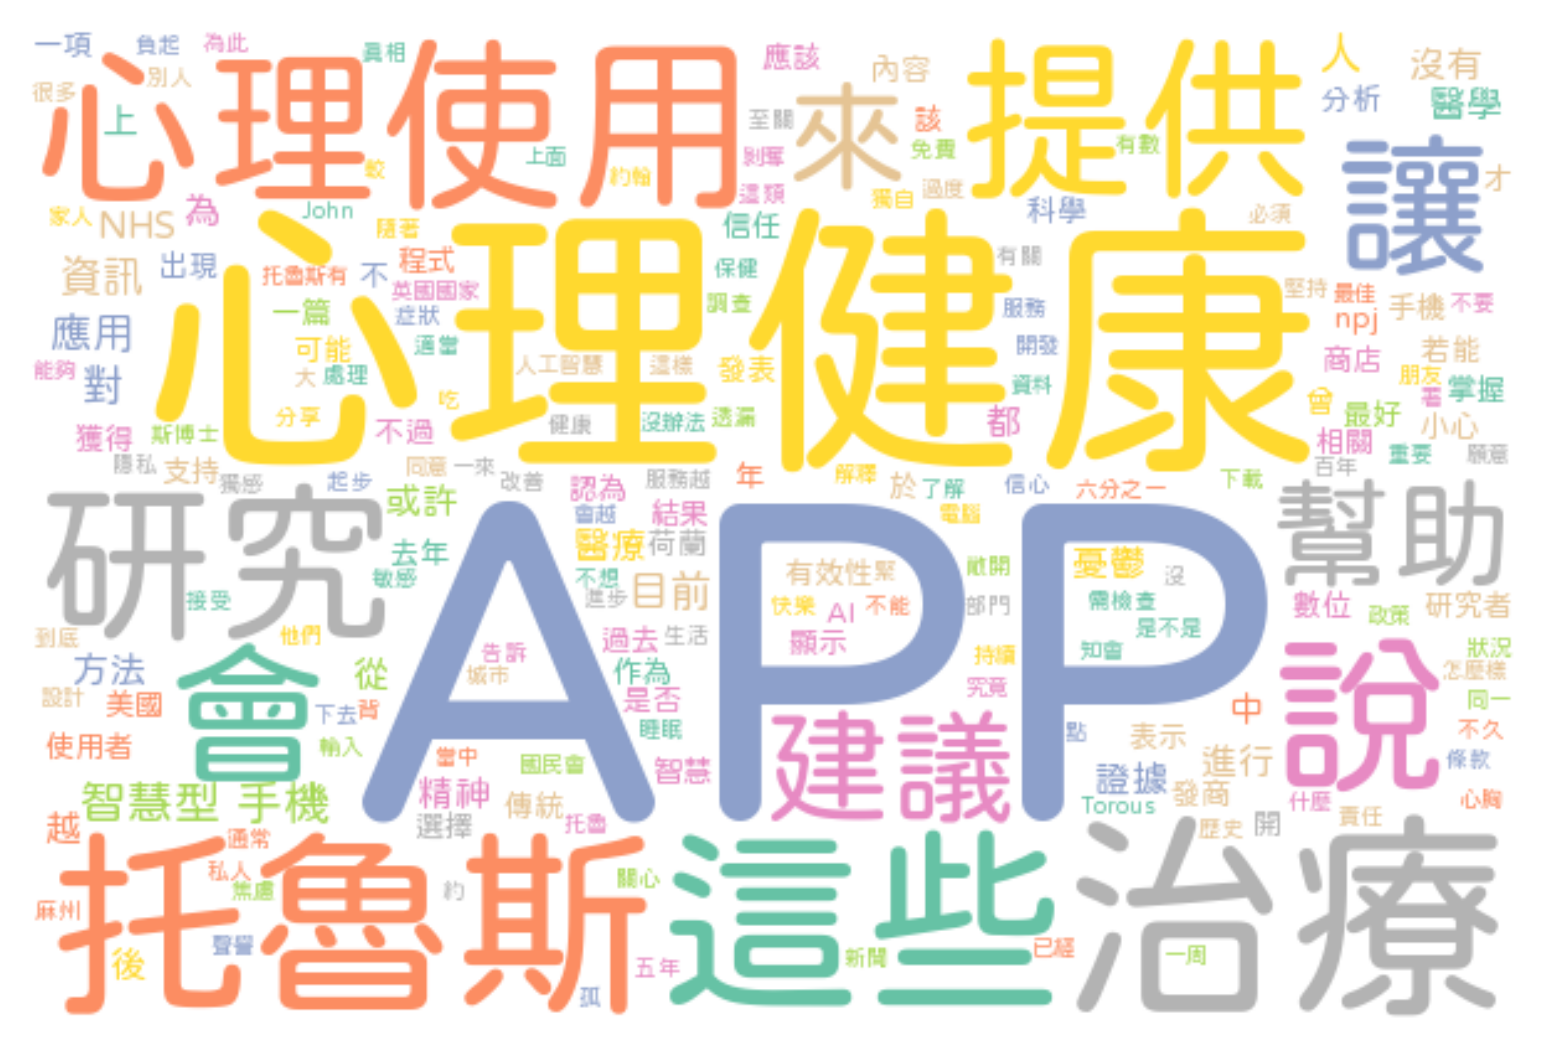 一項 負起 為此 真相 應該 內容 人 沒有
很多 別人 心理 使用 來 提供 分析 醫學
上 上面 至關 該 免費 有數 讓 才
較 約翰 剝奪 這類 獨自 過度
家人 NHS 為 John 隨著 信任 科學 必須
資訊 出現 托魯斯有 不 程式 保健 有關
心理健康
英國國家 堅持 最佳 手機 不要
應用 一篇 症狀 調查 服務 npj
可能 適當 開發 商店 若能
能夠 對 大 處理 人工智慧 這樣 發表 資料 朋友
吃 會 著 掌握
獲得 斯博士 分享 不過 健康 沒辦法 透漏 都 最好 小心
相關
隱私 支持 同意 一來 百年 重要 願意
獨感 起步 改善 認為 服務越 年 解釋 於 了解 信心 六分之一 下載
研究 或許 會越 結果 電腦 幫助
APP
去年 醫療 荷蘭 有效性 緊 敞開 憂鬱 沒
接受 敏感 不想 進步 目前 快樂 AI 不能 部門 需檢查 數位 政策 研究者
到底 他們 過去 生活 顯示 是不是 狀況
方法 會 從 告訴 作為 持續 知會 說 怎麼樣
設計 美國 下去 背 城市 是否 究竟 中 同一
使用者 輸入 當中 國民會 睡眠 建議 點 表示 不久
智慧 進行 條款
智慧型 手機 精神 傳統 證據 發商 什麼 心胸
越 通常 選擇 托魯 Torous 歷史 開 責任
托魯斯 這些 治療
私人 焦慮 約 關心
麻州 聲譽 已經
後 五年 新聞 一周
孤